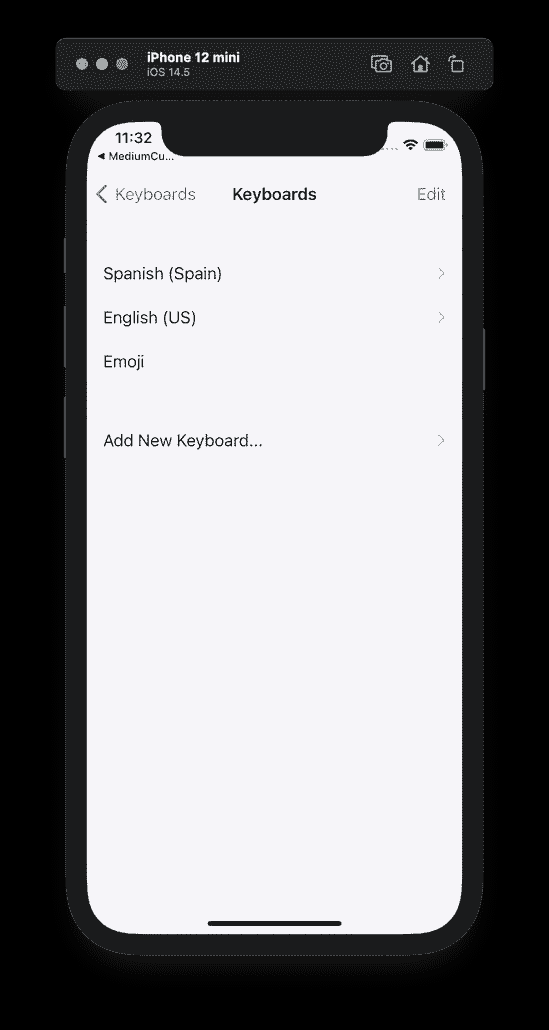 iPhone 12 mini
iOS 14.5
11:32
MediumCu...
Keyboards Keyboards Edit
Spanish (Spain)
English (US)
Emoji
Add New Keyboard...